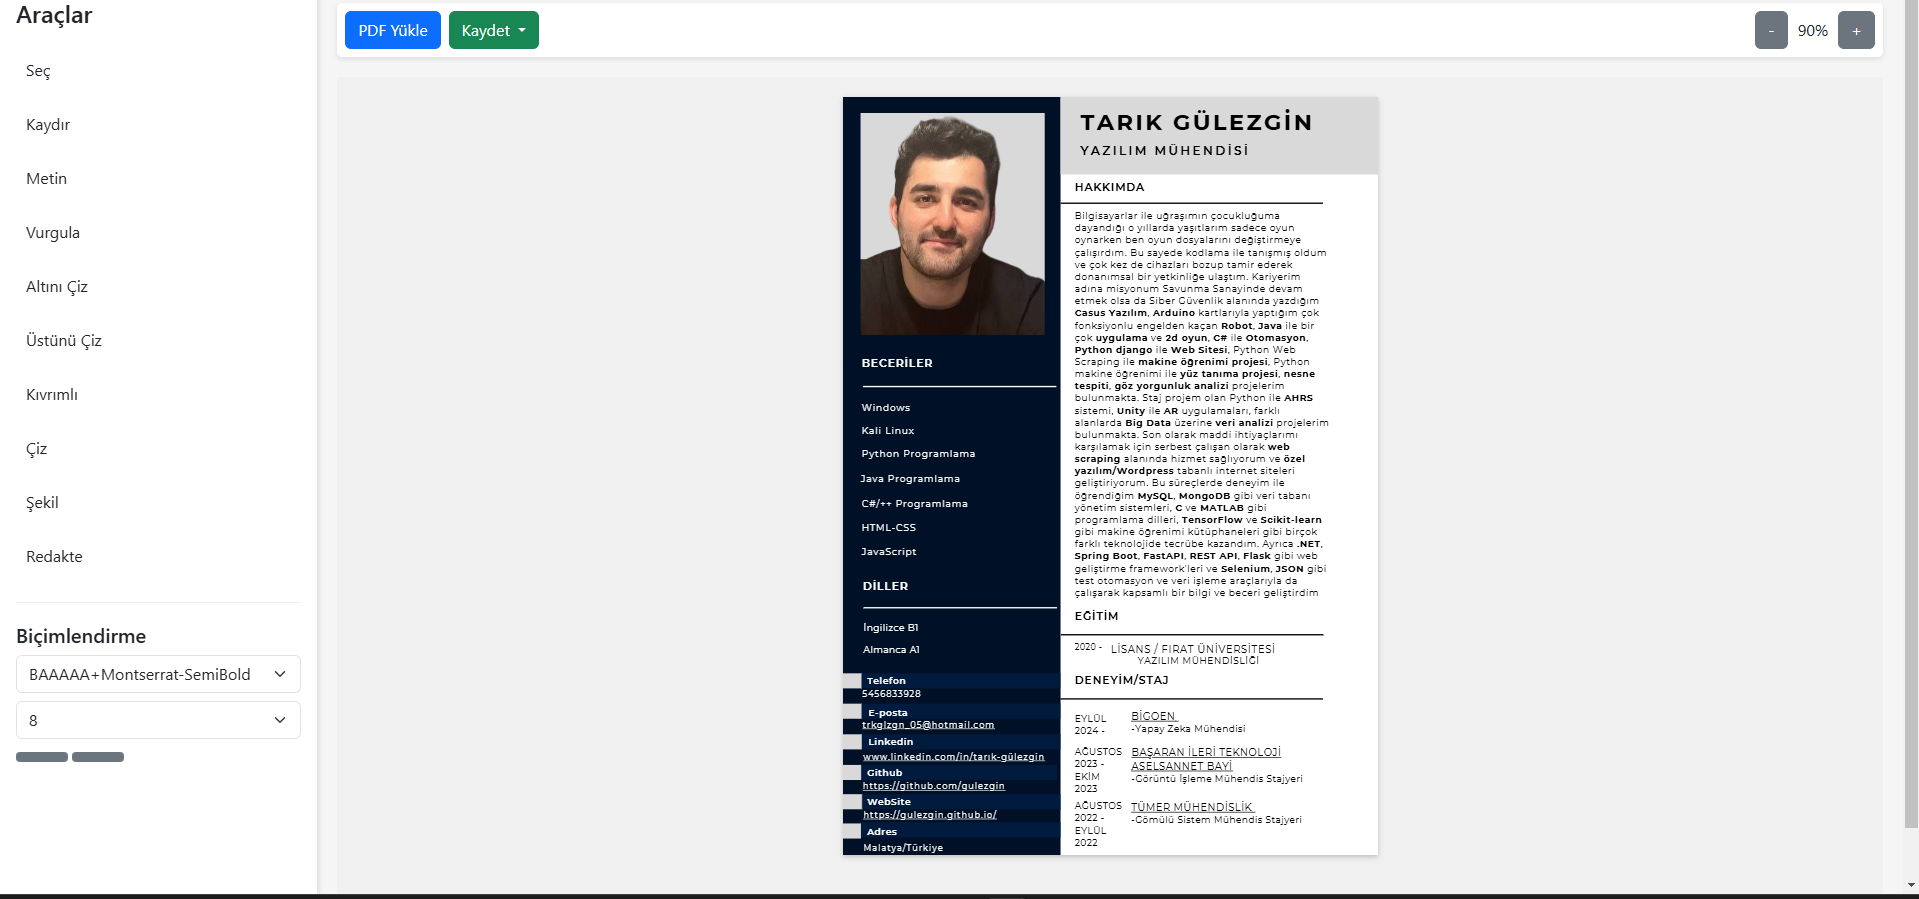 Araçlar
Seç
Kaydır
Metin
Vurgula
Altını Çiz
Üstünü Çiz
Kıvrımlı
Çiz
Şekil
Redakte
Biçimlendirme
BAAAAA+Montserrat-SemiBold
8
PDF Yükle
Kaydet
- 90% +
BECERİLER
Windows
Kali Linux
Python Programlama
Java Programlama
C#/++ Programlama
HTML-CSS
JavaScript
DİLLER
İngilizce B1
Almanca A1
Telefon
5456833928
E-posta
trkglzgn_05@hotmail.com
Linkedin
www.linkedin.com/in/tarık-gülezgin
Github
https://github.com/gulezgin
WebSite
https://gulezgin.github.io/
Adres
Malatya/Türkiye
TARIK GÜLEZGİN
YAZILIM MÜHENDİSİ
HAKKIMDA
Bilgisayarlar ile uğraşımın çocukluğuma
dayandığı o yıllarda yaşıtlarım sadece oyun
oynarken ben oyun dosyalarını değiştirmeye
çalışırdım. Bu sayede kodlama ile tanışmış oldum
ve çok kez de cihazları bozup tamir ederek
donanımsal bir yetkinliğe ulaştım. Kariyerim
adına misyonum Savunma Sanayinde devam
etmek olsa da Siber Güvenlik alanında yazdığım
Casus Yazılım, Arduino kartlarıyla yaptığım çok
fonksiyonlu engelden kaçan Robot, Java ile bir
çok uygulama ve 2d oyun, C# ile Otomasyon,
Python django ile Web Sitesi, Python Web
Scraping ile makine öğrenimi projesi, Python
makine öğrenimi ile yüz tanıma projesi, nesne
tespiti, göz yorgunluk analizi projelerim
bulunmakta. Staj projem olan Python ile AHRS
sistemi, Unity ile AR uygulamaları, farklı
alanlarda Big Data üzerine veri analizi projelerim
bulunmakta. Son olarak maddi ihtiyaçlarımı
karşılamak için serbest çalışan olarak web
scraping alanında hizmet sağlıyorum ve özel
yazılım/Wordpress tabanlı internet siteleri
geliştiriyorum. Bu süreçlerde deneyim ile
öğrendiğim MySQL, MongoDB gibi veri tabanı
yönetim sistemleri, C ve MATLAB gibi
programlama dilleri, TensorFlow ve Scikit-learn
gibi makine öğrenimi kütüphaneleri gibi birçok
farklı teknolojide tecrübe kazandım. Ayrıca .NET,
Spring Boot, FastAPI, REST API, Flask gibi web
geliştirme framework'leri ve Selenium, JSON gibi
test otomasyon ve veri işleme araçlarıyla da
çalışarak kapsamlı bir bilgi ve beceri geliştirdim
EĞİTİM
2020 - LİSANS / FIRAT ÜNİVERSİTESİ
YAZILIM MÜHENDİSLİĞİ
DENEYİM/STAJ
EYLÜL
2024 -
BİGOEN
-Yapay Zeka Mühendisi
AĞUSTOS
2023 -
EKİM
2023
BAŞARAN İLERİ TEKNOLOJİ
ASELSANNET BAYİ
-Görüntü İşleme Mühendis Stajyeri
AĞUSTOS
2022 -
EYLÜL
2022
TÜMER MÜHENDİSLİK
-Gömülü Sistem Mühendis Stajyeri